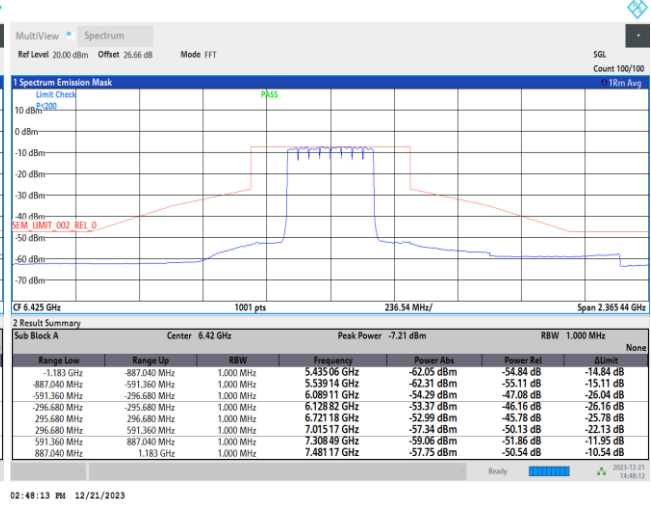 MultiView Spectrum
Ref Level 20.00 dBm Offset 26.66 dB Mode FFT SGL
Count 100/100
1 Spectrum Emission Mask 1Rm Avg
Limit Check PASS
P<200
10 dBm
0 dBm
-10 dBm
-20 dBm
-30 dBm
-40 dBm
SEM_LIMIT_002_REL_0
-50 dBm
-60 dBm
-70 dBm
CF 6.425 GHz 1001 pts 236.54 MHz/ Span 2.365 44 GHz
2 Result Summary
Sub Block A Center 6.42 GHz Peak Power -7.21 dBm RBW 1.000 MHz
None
Range Low Range Up RBW Frequency Power Abs Power Rel ΔLimit
-1.183 GHz -887.040 MHz 1.000 MHz 5.435 06 GHz -62.05 dBm -54.84 dB -14.84 dB
-887.040 MHz -591.360 MHz 1.000 MHz 5.539 14 GHz -62.31 dBm -55.11 dB -15.11 dB
-591.360 MHz -296.680 MHz 1.000 MHz 6.089 11 GHz -54.29 dBm -47.08 dB -26.04 dB
-296.680 MHz -295.680 MHz 1.000 MHz 6.128 82 GHz -53.37 dBm -46.16 dB -26.16 dB
295.680 MHz 296.680 MHz 1.000 MHz 6.721 18 GHz -52.99 dBm -45.78 dB -25.78 dB
296.680 MHz 591.360 MHz 1.000 MHz 7.015 17 GHz -57.34 dBm -50.13 dB -22.13 dB
591.360 MHz 887.040 MHz 1.000 MHz 7.308 49 GHz -59.06 dBm -51.86 dB -11.95 dB
887.040 MHz 1.183 GHz 1.000 MHz 7.481 17 GHz -57.75 dBm -50.54 dB -10.54 dB
Ready 2023-12-21
14:48:12
02:48:13 PM 12/21/2023